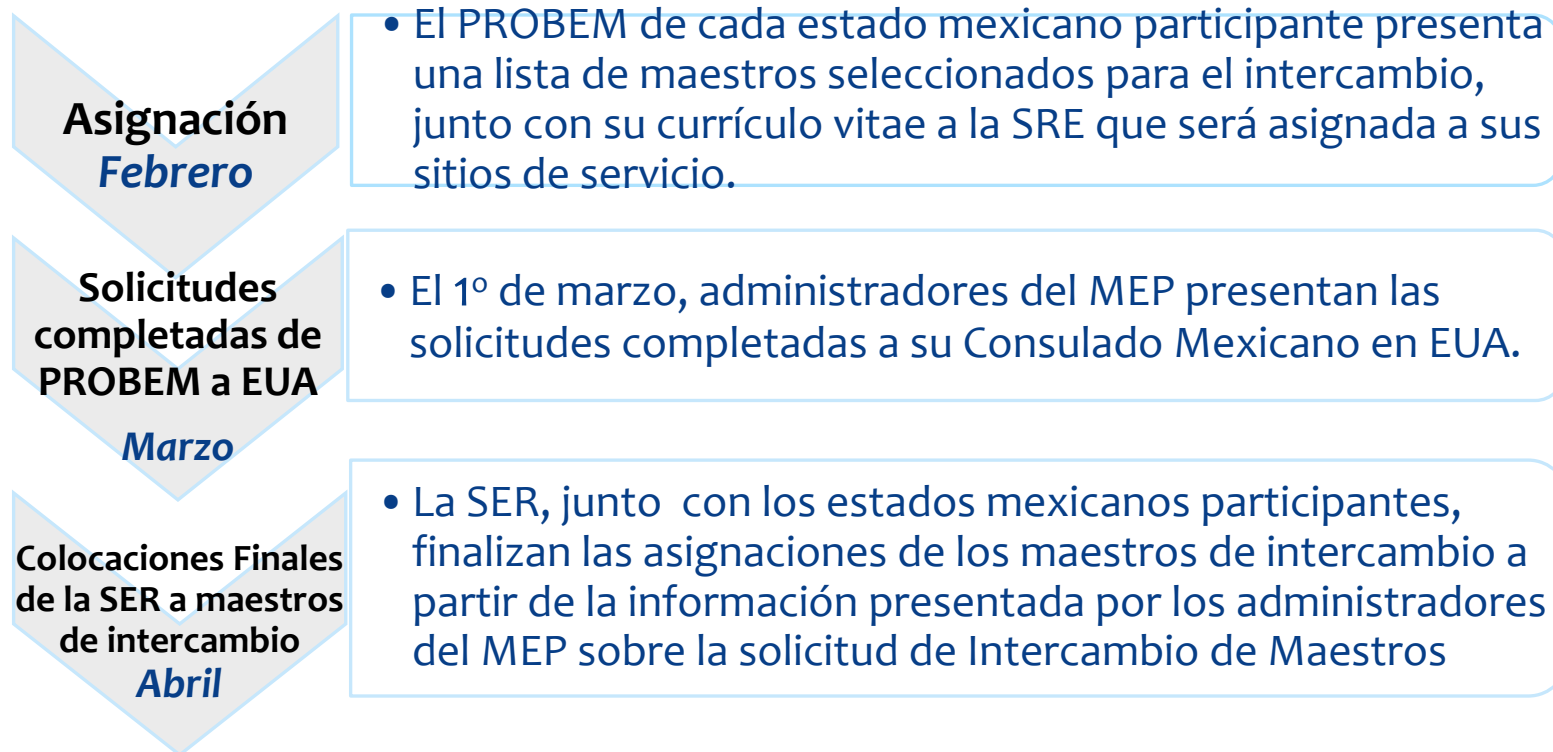 Asignación
Febrero
• El PROBEM de cada estado mexicano participante presenta
una lista de maestros seleccionados para el intercambio,
junto con su currículo vitae a la SRE que será asignada a sus
sitios de servicio.
Solicitudes
completadas de
PROBEM a EUA
Marzo
• El 1º de marzo, administradores del MEP presentan las
solicitudes completadas a su Consulado Mexicano en EUA.
Colocaciones Finales
de la SER a maestros
de intercambio
Abril
• La SER, junto con los estados mexicanos participantes,
finalizan las asignaciones de los maestros de intercambio a
partir de la información presentada por los administradores
del MEP sobre la solicitud de Intercambio de Maestros